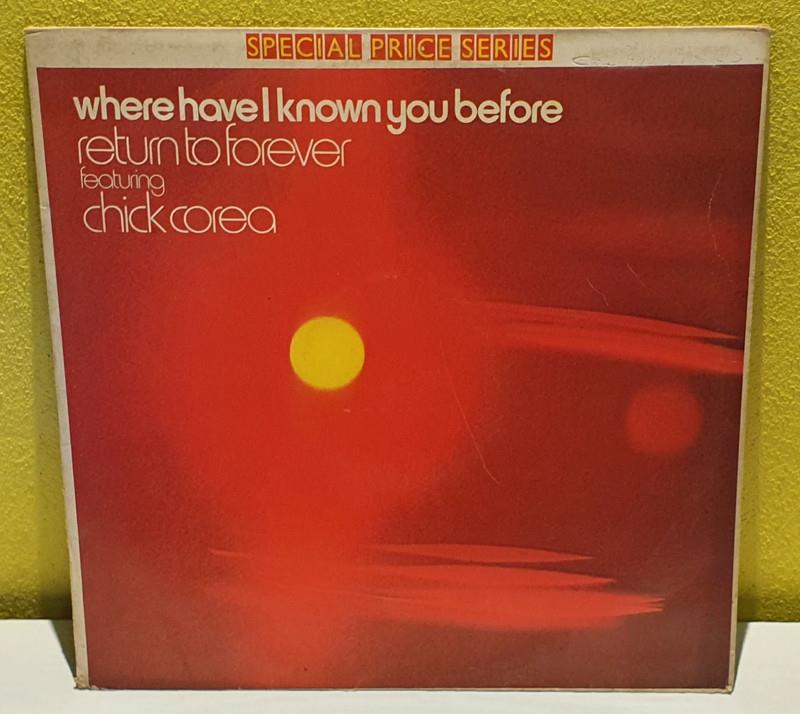 SPECIAL PRICE SERIES
where have I known you before
return to forever
featuring
chick corea